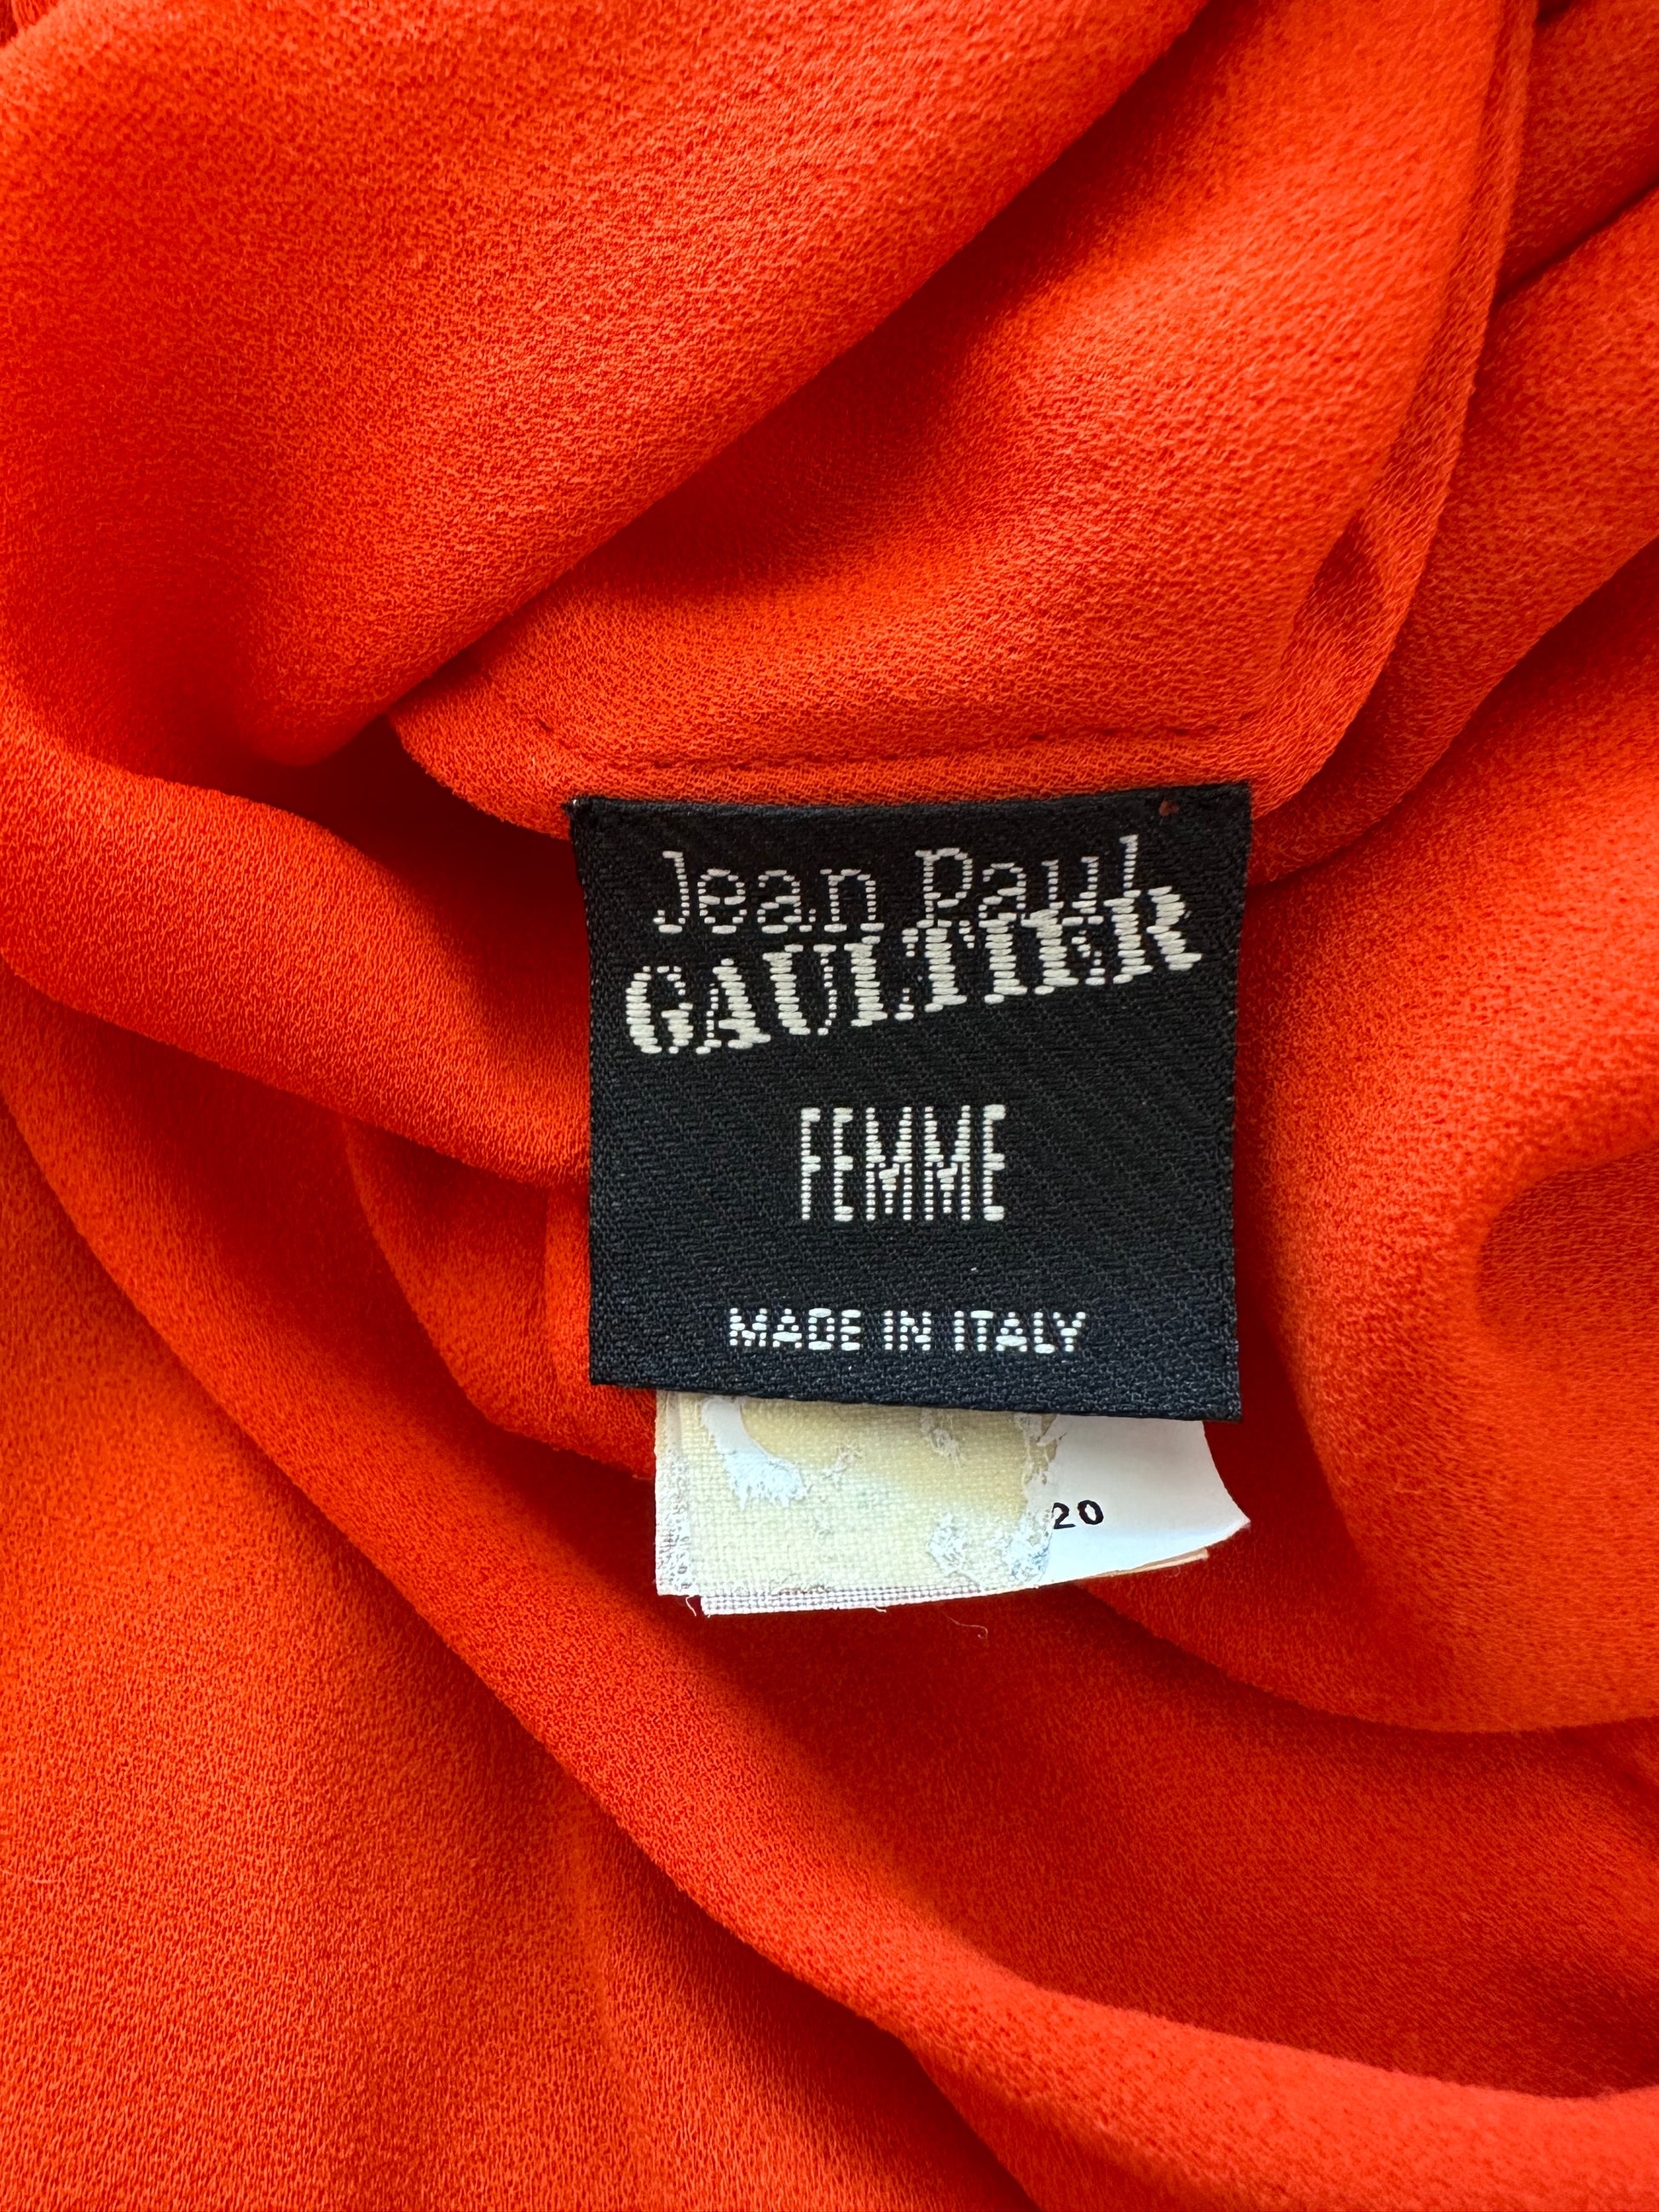 Jean Paul
GAULTIER
FEMME
MADE IN ITALY
20